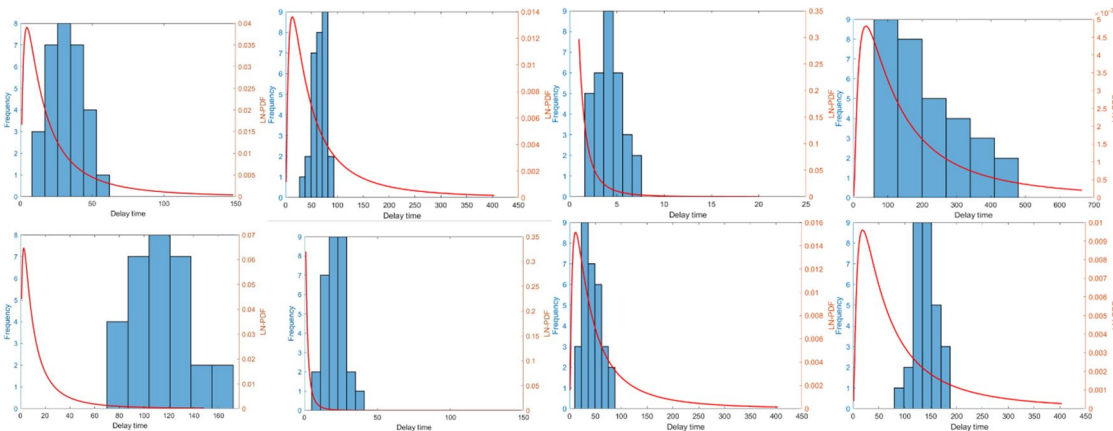 9 8 7 6 5 4 3 2 1 0
Frequency
0 50 100 150
Delay time
0.04 0.035 0.03 0.025 0.02 0.015 0.01 0.005 0
LN-PDF
9 8 7 6 5 4 3 2 1 0
Frequency
0 50 100 150 200 250 300 350 400 450
Delay time
0.014 0.012 0.01 0.008 0.006 0.004 0.002 0
LN-PDF
9 8 7 6 5 4 3 2 1 0
Frequency
0 5 10 15 20 25
Delay time
0.35 0.3 0.25 0.2 0.15 0.1 0.05 0
LN-PDF
9 8 7 6 5 4 3 2 1 0
Frequency
0 100 200 300 400 500 600 700
Delay time
5 4.5 4 3.5 3 2.5 2 1.5 1 0.5 0
8 7 6 5 4 3 2 1 0
Frequency
0 20 40 60 80 100 120 140 160
Delay time
0.07 0.06 0.05 0.04 0.03 0.02 0.01 0
LN-PDF
9 8 7 6 5 4 3 2 1 0
Frequency
0 50 100 150
Delay time
0.35 0.3 0.25 0.2 0.15 0.1 0.05 0
LN-PDF
9 8 7 6 5 4 3 2 1 0
Frequency
0 50 100 150 200 250 300 350 400 450
Delay time
0.016 0.014 0.012 0.01 0.008 0.006 0.004 0.002 0
LN-PDF
9 8 7 6 5 4 3 2 1 0
Frequency
0 50 100 150 200 250 300 350 400 450
Delay time
0.01 0.009 0.008 0.007 0.006 0.005 0.004 0.003 0.002 0.001 0